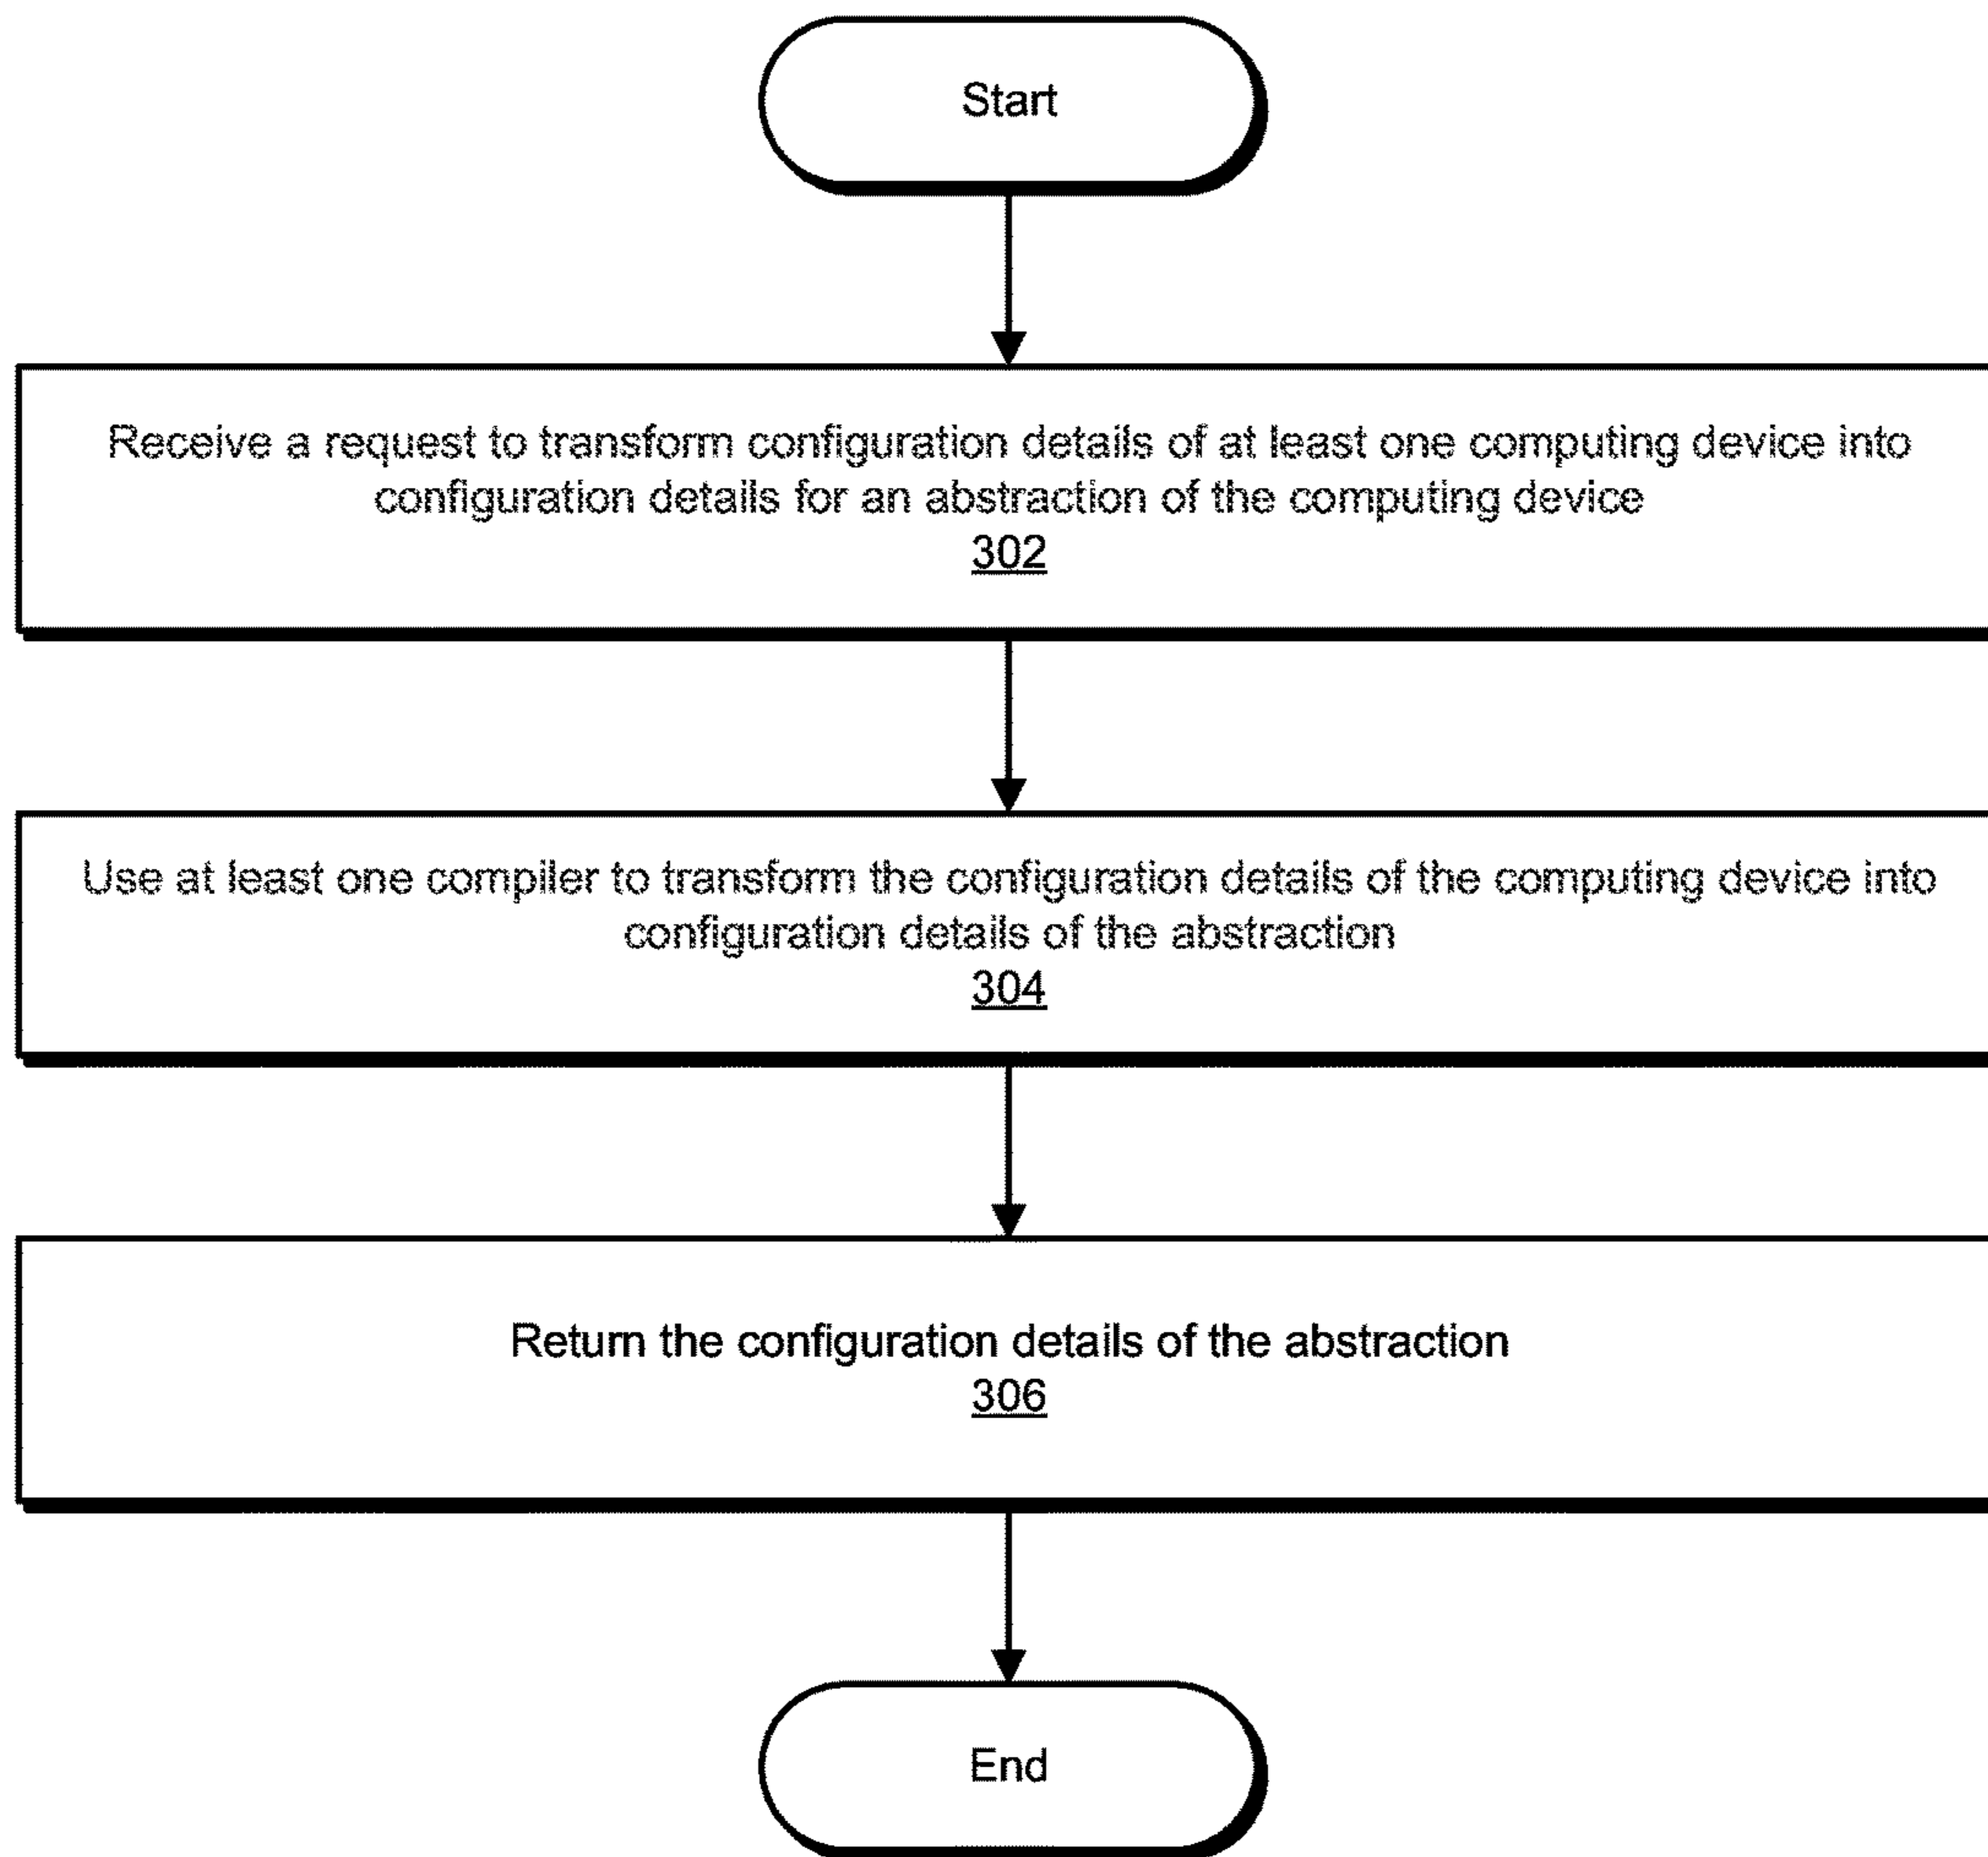 Start
Receive a request to transform configuration details of at least one computing device into
configuration details for an abstraction of the computing device
302
Use at least one compiler to transform the configuration details of the computing device into
configuration details of the abstraction
304
Return the configuration details of the abstraction
306
End